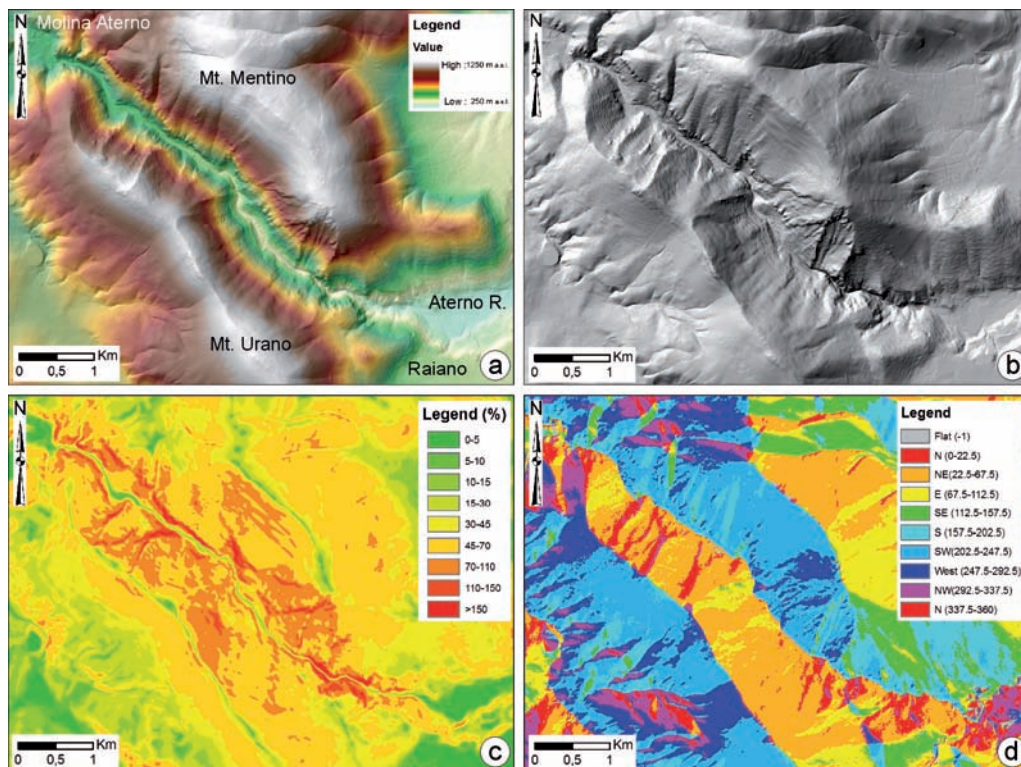 N
Molina Aterno
Mt. Mentino
Legend
Value
High : 1250 m a.s.l.
Low : 250 m a.s.l.
Aterno R.
Mt. Urano
Raiano
0 0,5 1 Km
a
N
0 0,5 1 Km
b
N
Legend (%)
0-5
5-10
10-15
15-30
30-45
45-70
70-110
110-150
>150
0 0,5 1 Km
c
N
Legend
Flat (-1)
N (0-22.5)
NE(22.5-67.5)
E (67.5-112.5)
SE (112.5-157.5)
S (157.5-202.5)
SW(202.5-247.5)
West (247.5-292.5)
NW(292.5-337.5)
N (337.5-360)
0 0,5 1 Km
d